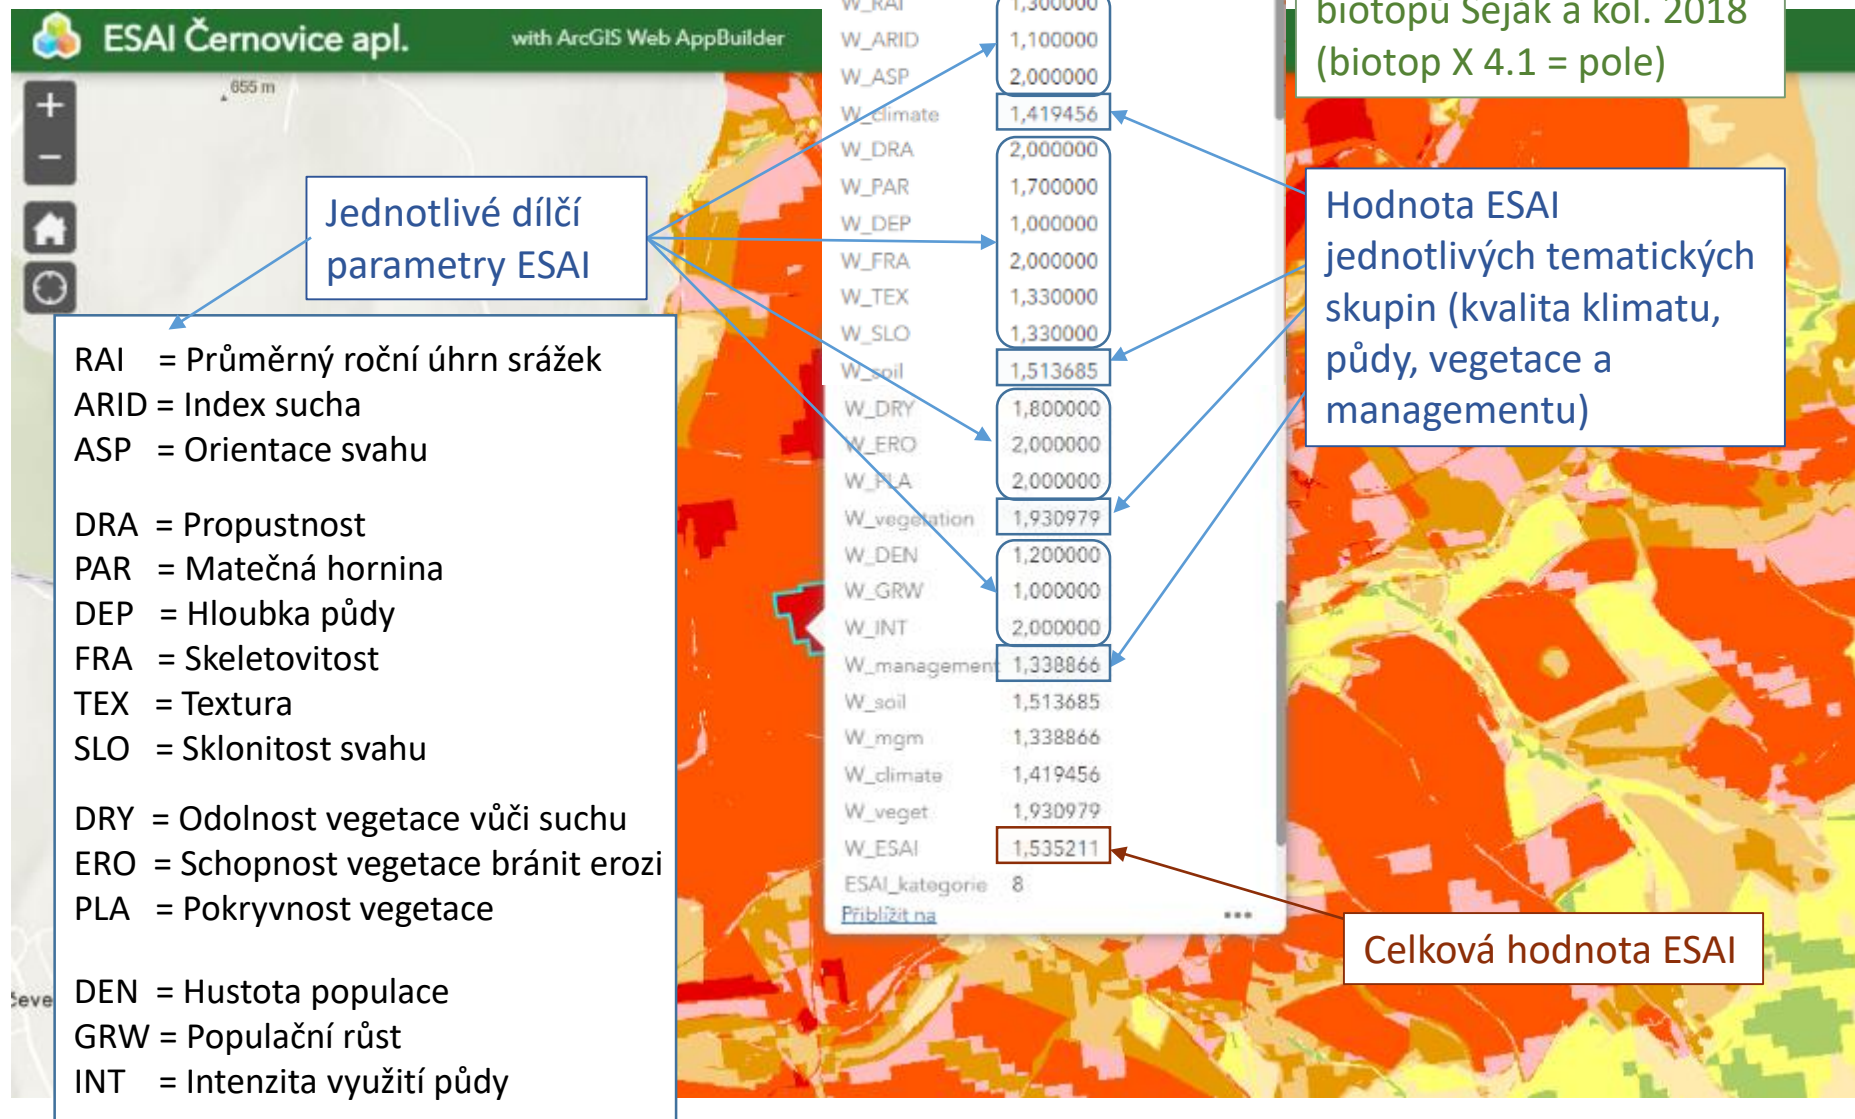 ESAI Černovice apl.
with ArcGIS Web AppBuilder
655 m
Jednotlivé dílčí
parametry ESAI
RAI = Průměrný roční úhrn srážek
ARID = Index sucha
ASP = Orientace svahu
DRA = Propustnost
PAR = Matečná hornina
DEP = Hloubka půdy
FRA = Skeletovitost
TEX = Textura
SLO = Sklonitost svahu
DRY = Odolnost vegetace vůči suchu
ERO = Schopnost vegetace bránit erozi
PLA = Pokryvnost vegetace
DEN = Hustota populace
GRW = Populační růst
INT = Intenzita využití půdy
W_RAI 1,300000
W_ARID 1,100000
W_ASP 2,000000
W_climate 1,419456
W_DRA 2,000000
W_PAR 1,700000
W_DEP 1,000000
W_FRA 2,000000
W_TEX 1,330000
W_SLO 1,330000
W_soil 1,513685
W_DRY 1,800000
W_ERO 2,000000
W_PLA 2,000000
W_vegetation 1,930979
W_DEN 1,200000
W_GRW 1,000000
W_INT 2,000000
W_management 1,338866
W_soil 1,513685
W_mgm 1,338866
W_climate 1,419456
W_veget 1,930979
W_ESAI 1,535211
ESAI_kategorie 8
Přiblížit na
biotopů Seják a kol. 2018
(biotop X 4.1 = pole)
Hodnota ESAI
jednotlivých tematických
skupin (kvalita klimatu,
půdy, vegetace a
managementu)
Celková hodnota ESAI